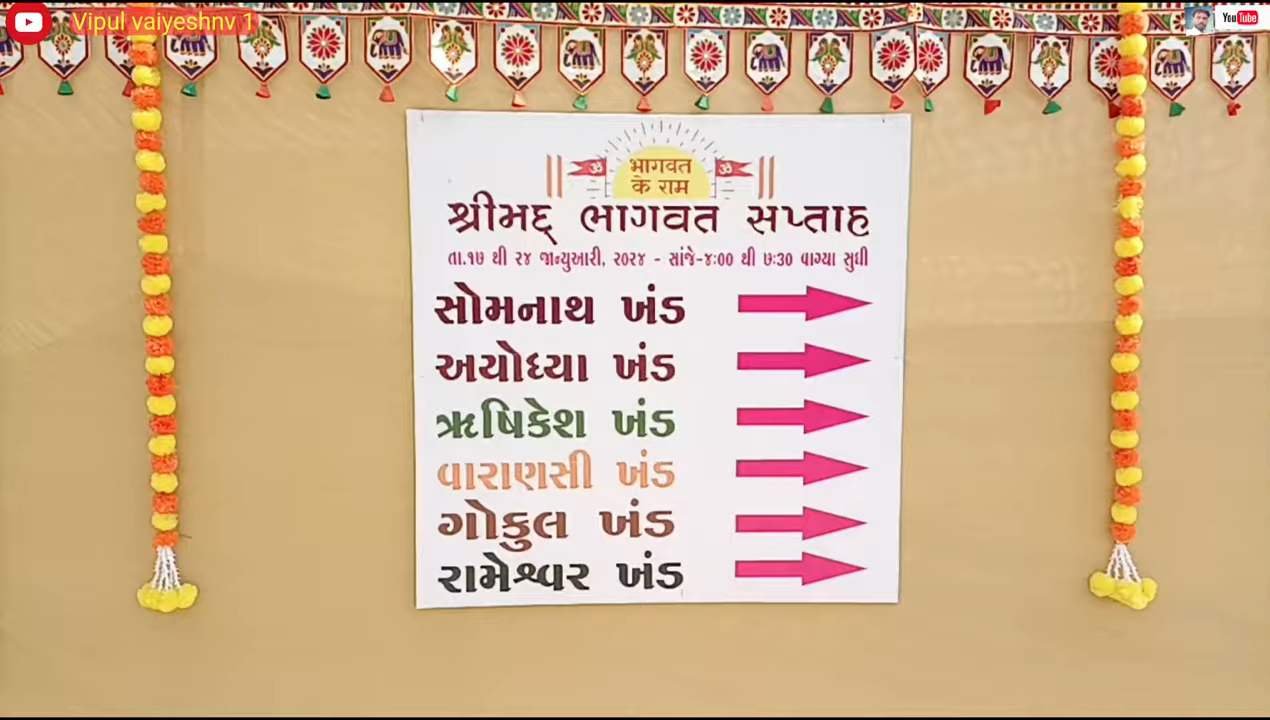 Vipul vaiyeshnv 1
YouTube
भागवत
ॐ ॐ
के राम
શ્રીમદ્ ભાગવત સપ્તાહ
તા.૧૭ થી ૨૪ જાન્યુઆરી, ૨૦૨૪ - સાંજે-૪:૦૦ થી ૭:૩૦ વાગ્યા સુધી
સોમનાથ ખંડ
અયોધ્યા ખંડ
ઋષિકેશ ખંડ
વારાણસી ખંડ
ગોકુલ ખંડ
રામેશ્વર ખંડ